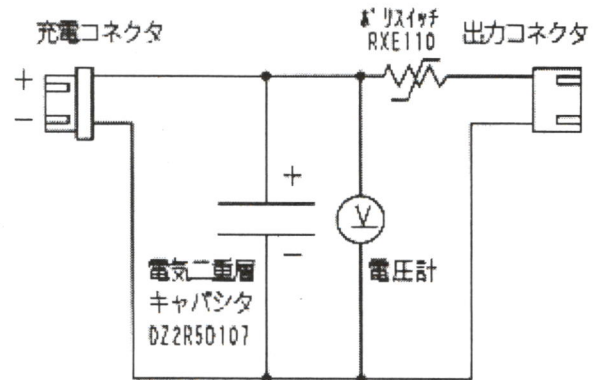 充電コネクタ
ポリスイッチ
RXE110
出力コネクタ
+
−
+
V
−
電気二重層
キャパシタ
DZ2R5D107
電圧計